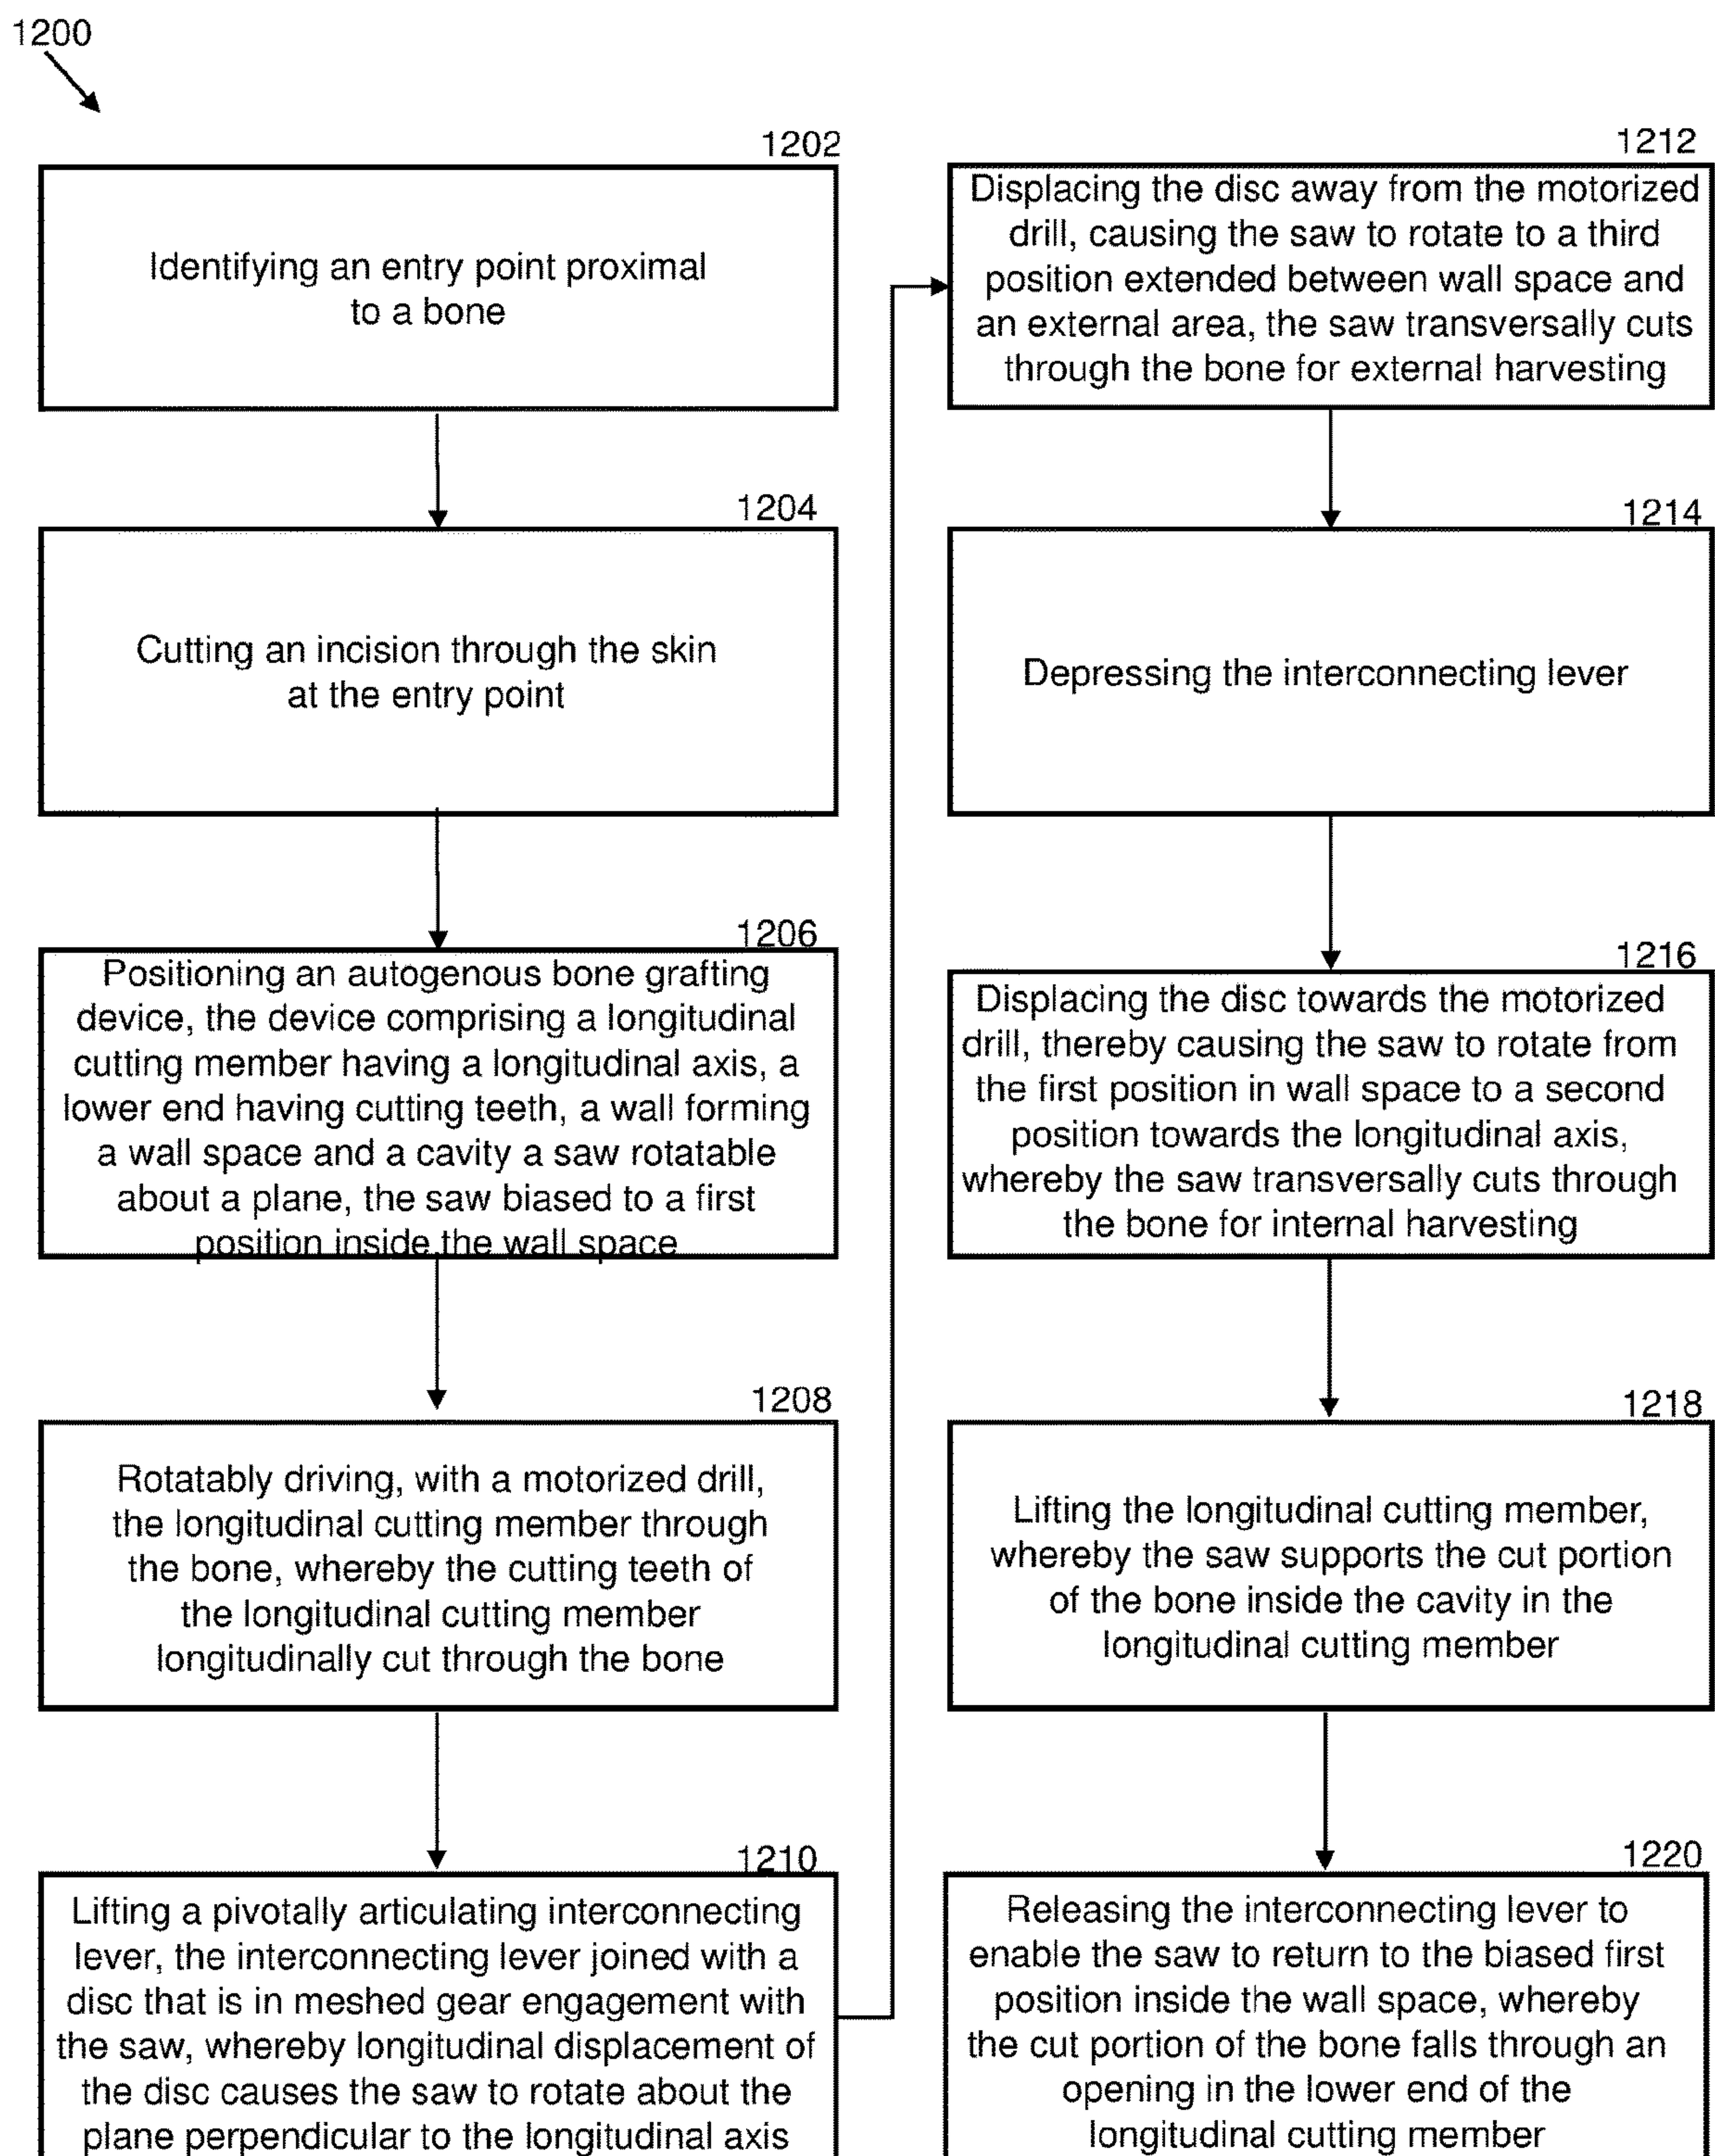 1200
1202
Identifying an entry point proximal
to a bone
1204
Cutting an incision through the skin
at the entry point
1206
Positioning an autogenous bone grafting
device, the device comprising a longitudinal
cutting member having a longitudinal axis, a
lower end having cutting teeth, a wall forming
a wall space and a cavity a saw rotatable
about a plane, the saw biased to a first
position inside the wall space
1208
Rotatably driving, with a motorized drill,
the longitudinal cutting member through
the bone, whereby the cutting teeth of
the longitudinal cutting member
longitudinally cut through the bone
1210
Lifting a pivotally articulating interconnecting
lever, the interconnecting lever joined with a
disc that is in meshed gear engagement with
the saw, whereby longitudinal displacement of
the disc causes the saw to rotate about the
plane perpendicular to the longitudinal axis
1212
Displacing the disc away from the motorized
drill, causing the saw to rotate to a third
position extended between wall space and
an external area, the saw transversally cuts
through the bone for external harvesting
1214
Depressing the interconnecting lever
1216
Displacing the disc towards the motorized
drill, thereby causing the saw to rotate from
the first position in wall space to a second
position towards the longitudinal axis,
whereby the saw transversally cuts through
the bone for internal harvesting
1218
Lifting the longitudinal cutting member,
whereby the saw supports the cut portion
of the bone inside the cavity in the
longitudinal cutting member
1220
Releasing the interconnecting lever to
enable the saw to return to the biased first
position inside the wall space, whereby
the cut portion of the bone falls through an
opening in the lower end of the
longitudinal cutting member